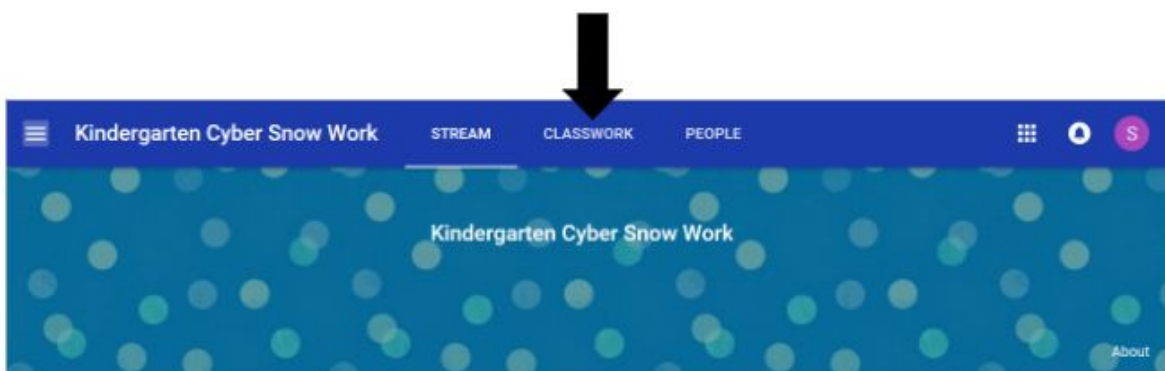 Kindergarten Cyber Snow Work STREAM CLASSWORK PEOPLE S
Kindergarten Cyber Snow Work
About